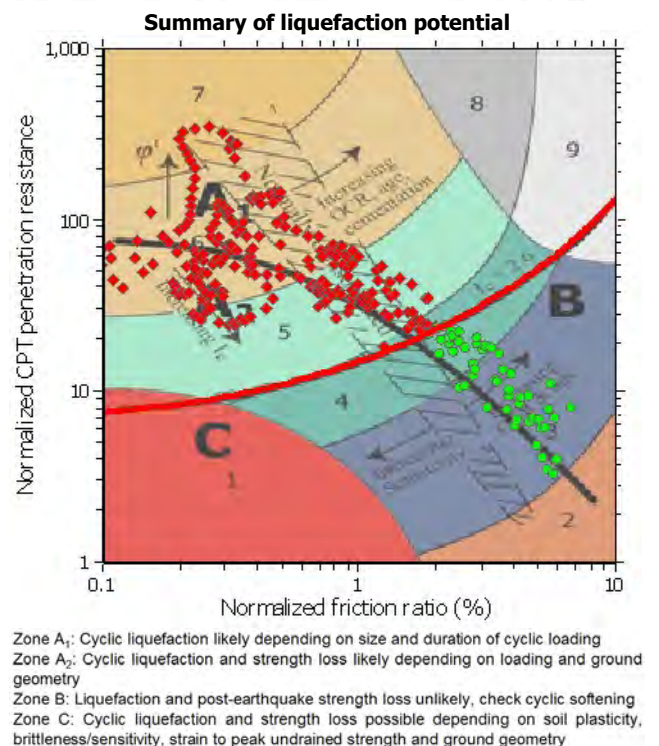 Summary of liquefaction potential
1,000
7
8
φ'
9
Increasing
OCR, age,
cementation
Normalized CPT penetration resistance
100
A
6
B
5
10
4
C
1
2
1
0.1
1
10
Normalized friction ratio (%)
Zone A₁: Cyclic liquefaction likely depending on size and duration of cyclic loading
Zone A₂: Cyclic liquefaction and strength loss likely depending on loading and ground
geometry
Zone B: Liquefaction and post-earthquake strength loss unlikely, check cyclic softening
Zone C: Cyclic liquefaction and strength loss possible depending on soil plasticity,
brittleness/sensitivity, strain to peak undrained strength and ground geometry